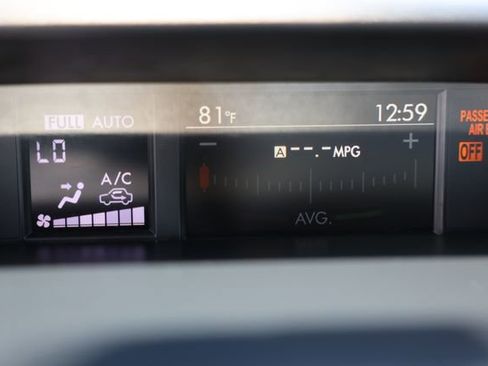 FULL AUTO
LO
A/C
81°F 12:59
- +
A --.- MPG
AVG.
PASSE
AIR B
OFF